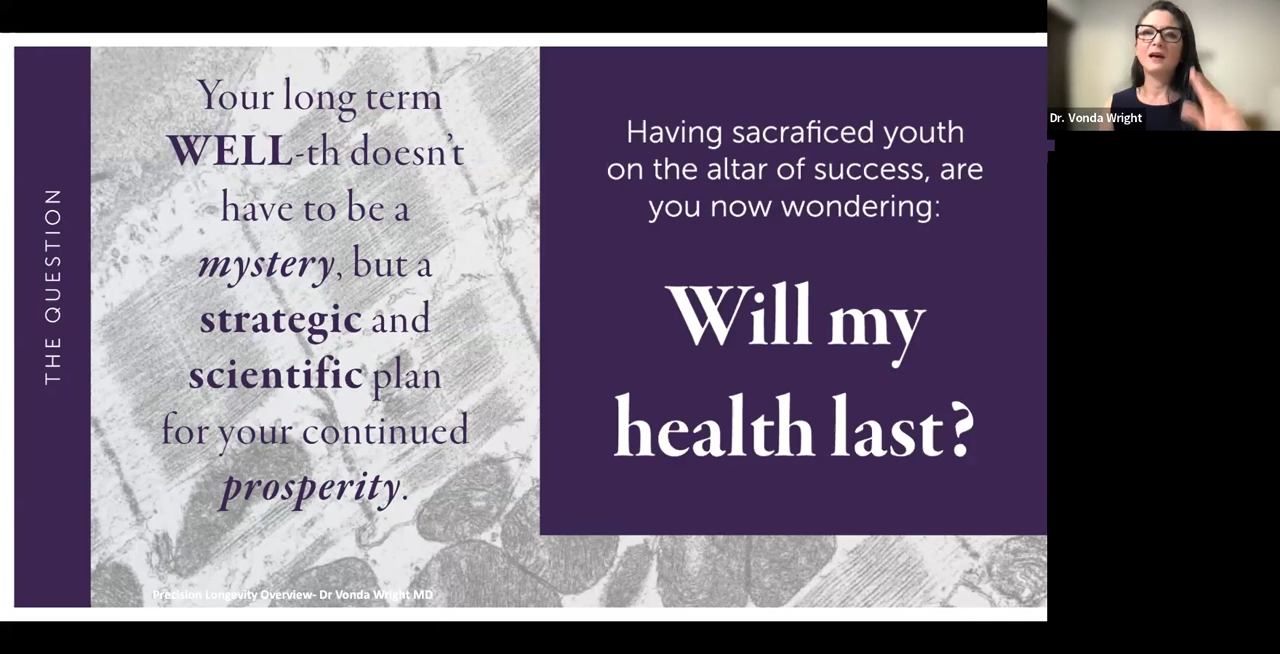 THE QUESTION
Your long term
WELL-th doesn't
have to be a
mystery, but a
strategic and
scientific plan
for your continued
prosperity.
Having sacraficed youth
on the altar of success, are
you now wondering:
Will my
health last?
Precision Longevity Overview- Dr Vonda Wright MD
Dr. Vonda Wright